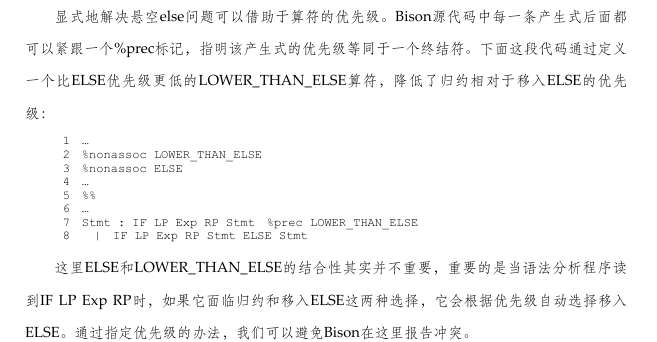 显式地解决悬空else问题可以借助于算符的优先级。Bison源代码中每一条产生式后面都
可以紧跟一个%prec标记，指明该产生式的优先级等同于一个终结符。下面这段代码通过定义
一个比ELSE优先级更低的LOWER_THAN_ELSE算符，降低了归约相对于移入ELSE的优先
级：
1 …
2 %nonassoc LOWER_THAN_ELSE
3 %nonassoc ELSE
4 …
5 %%
6 …
7 Stmt : IF LP Exp RP Stmt %prec LOWER_THAN_ELSE
8 | IF LP Exp RP Stmt ELSE Stmt
这里ELSE和LOWER_THAN_ELSE的结合性其实并不重要，重要的是当语法分析程序读
到IF LP Exp RP时，如果它面临归约和移入ELSE这两种选择，它会根据优先级自动选择移入
ELSE。通过指定优先级的办法，我们可以避免Bison在这里报告冲突。